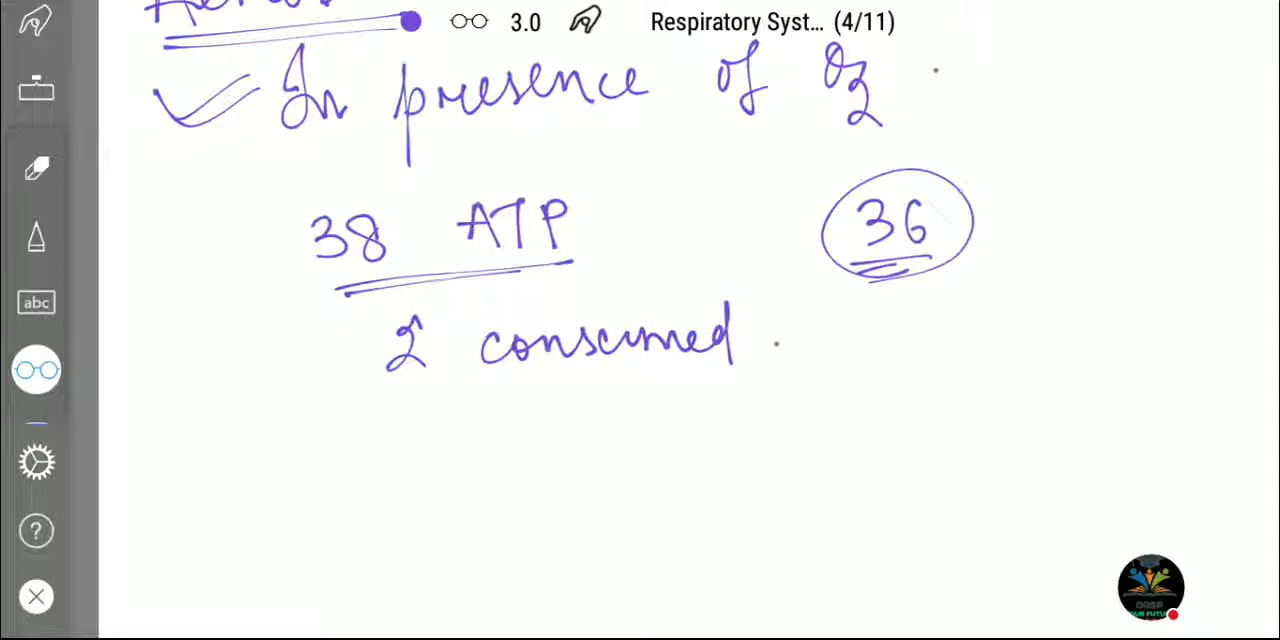 3.0 Respiratory Syst... (4/11)
In presence of O2
38 ATP 36
2 consumed
abc
?